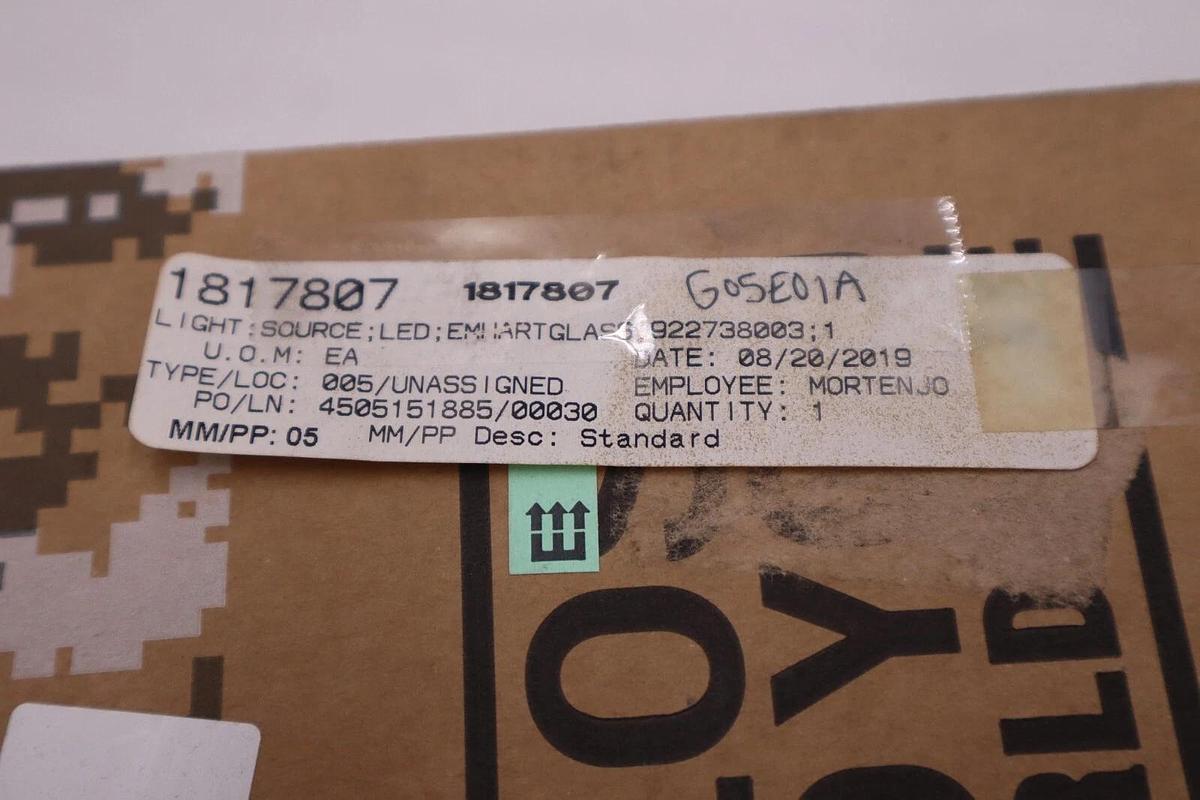 1817807 1817807 G05E01A
LIGHT;SOURCE;LED;EMHARTGLASS;922738003;1
U.O.M: EA DATE: 08/20/2019
TYPE/LOC: 005/UNASSIGNED EMPLOYEE: MORTENJO
PO/LN: 4505151885/00030 QUANTITY: 1
MM/PP: 05 MM/PP Desc: Standard